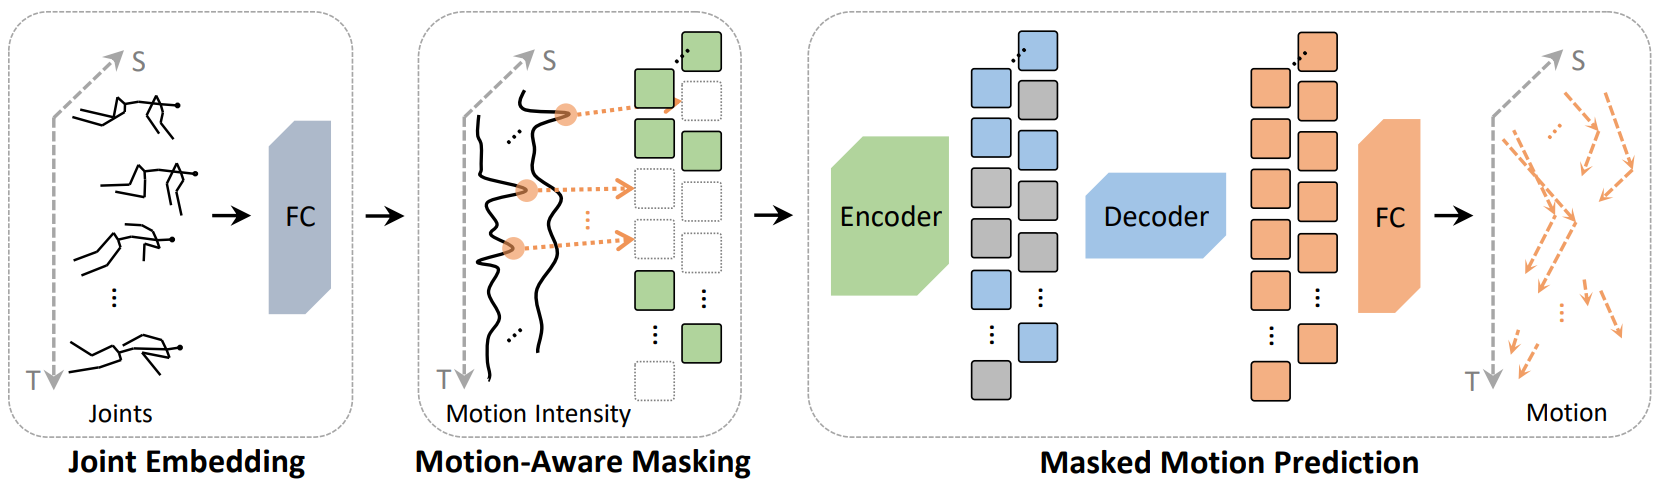 S
FC
T
Joints
Joint Embedding
S
T
Motion Intensity
Motion-Aware Masking
Encoder
Decoder
FC
S
T
Motion
Masked Motion Prediction